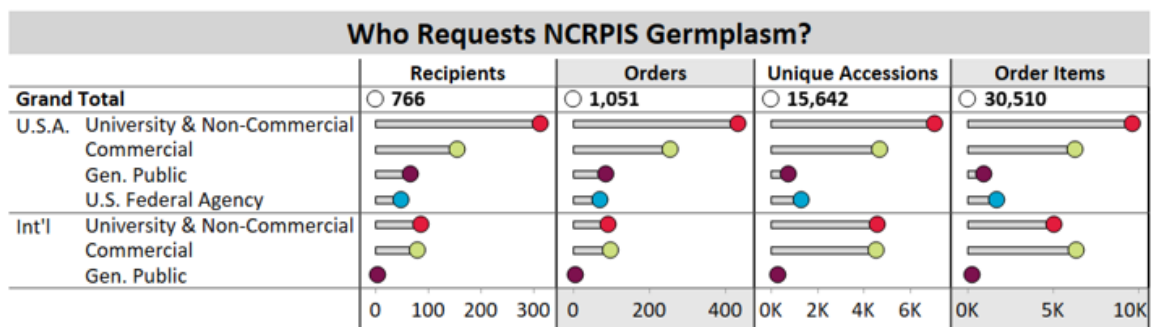 Who Requests NCRPIS Germplasm?
Recipients Orders Unique Accessions Order Items
Grand Total 766 1,051 15,642 30,510
U.S.A. University & Non-Commercial
Commercial
Gen. Public
U.S. Federal Agency
Int'l University & Non-Commercial
Commercial
Gen. Public
0 100 200 300 0 200 400 0K 2K 4K 6K 0K 5K 10K